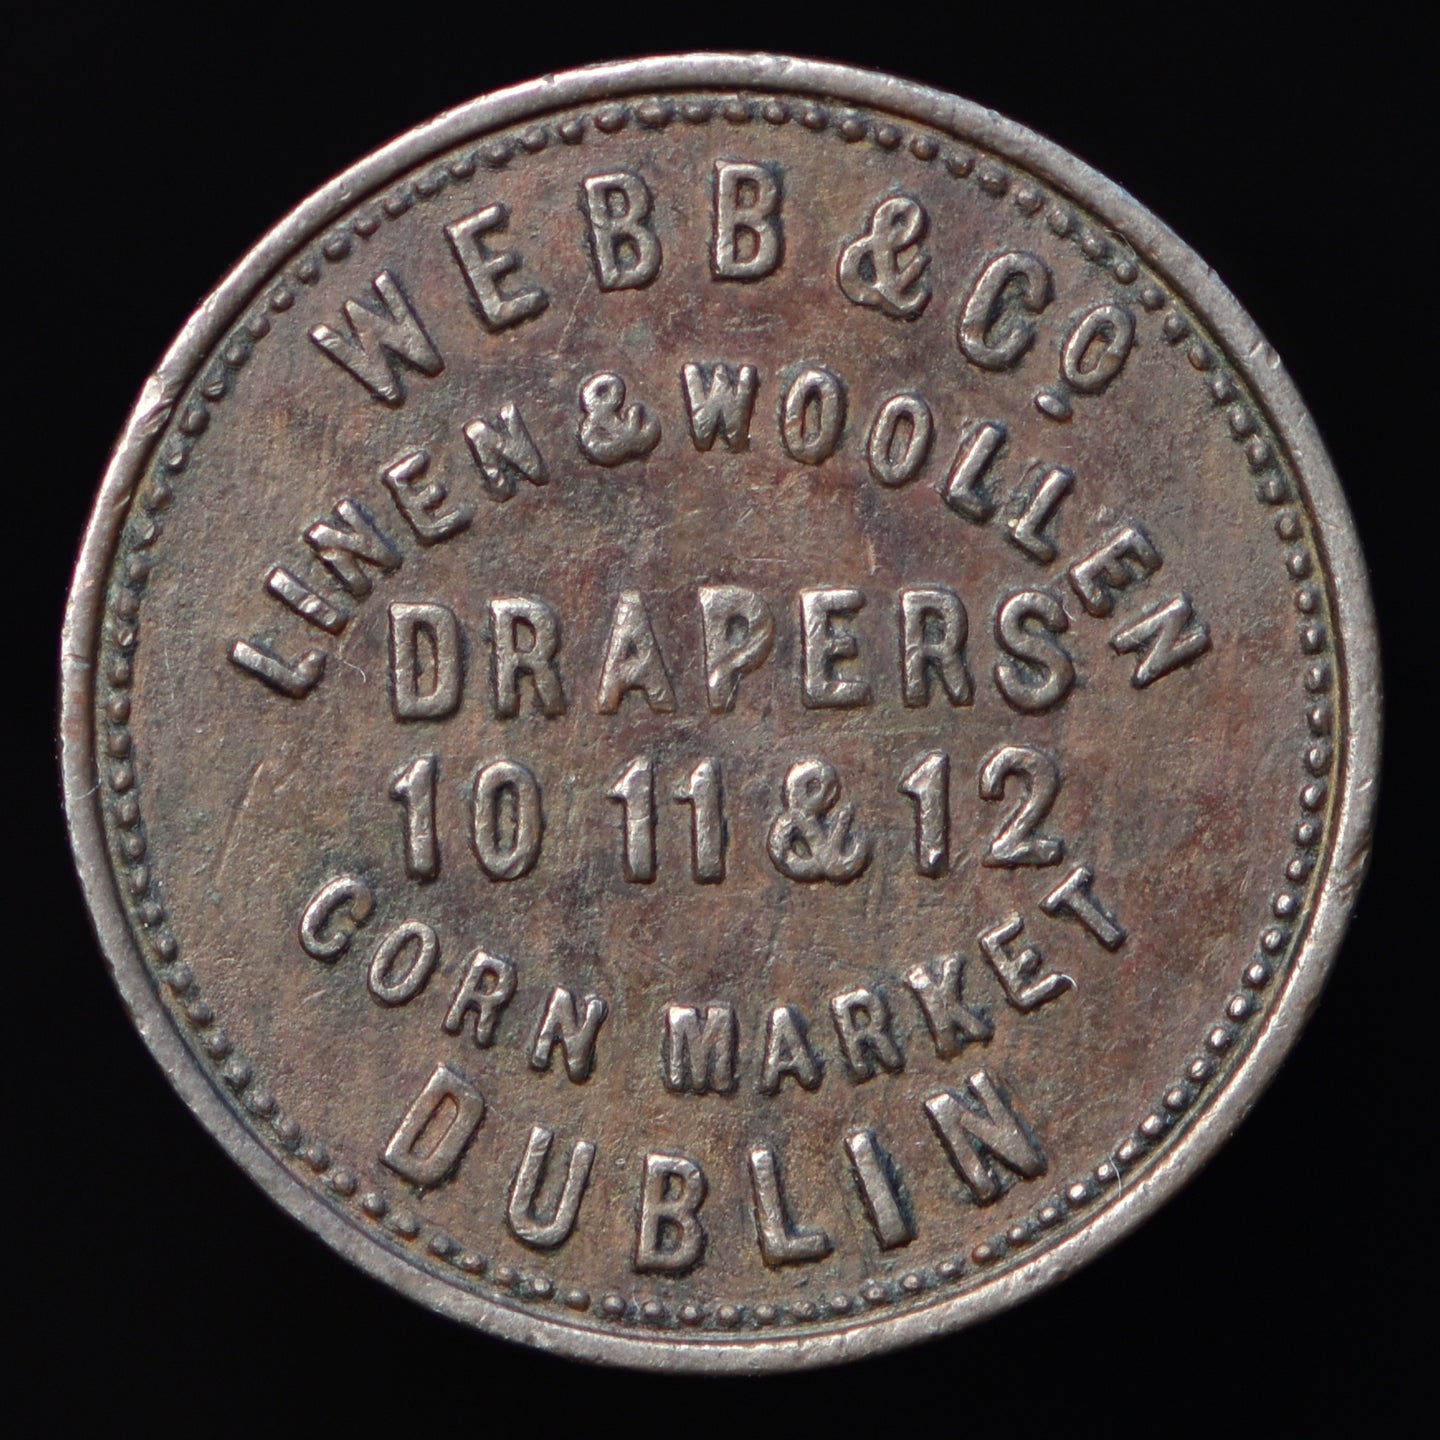 WEBB & Co.
LINEN & WOOLLEN
DRAPERS
10 11 & 12
CORN MARKET
DUBLIN